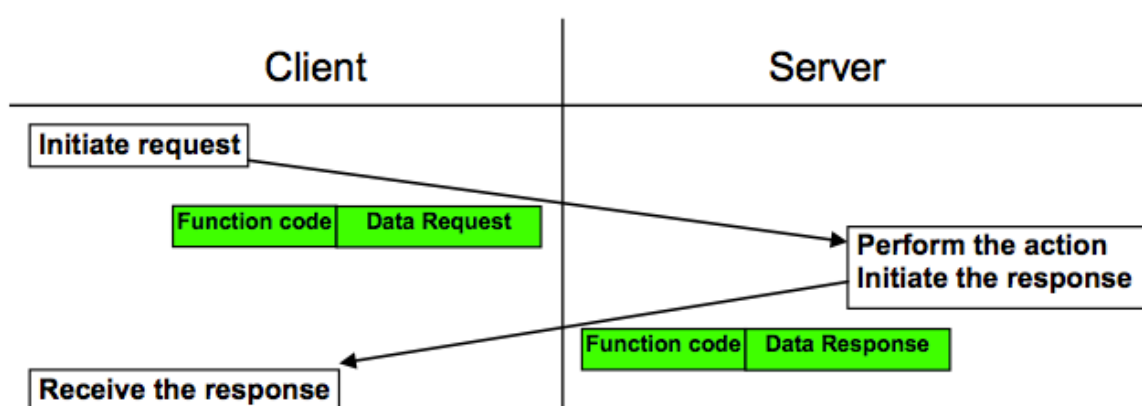 Client
Server
Initiate request
Function code
Data Request
Perform the action
Initiate the response
Function code
Data Response
Receive the response